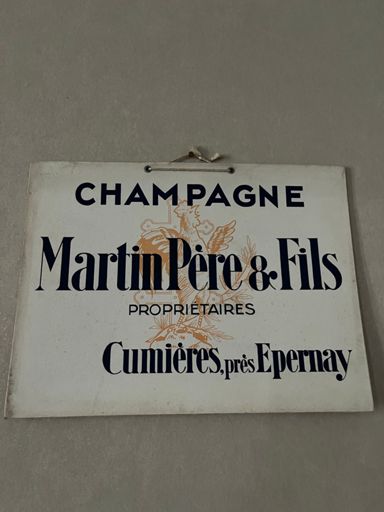 CHAMPAGNE
Martin Père & Fils
PROPRIÉTAIRES
Cumières, près Epernay